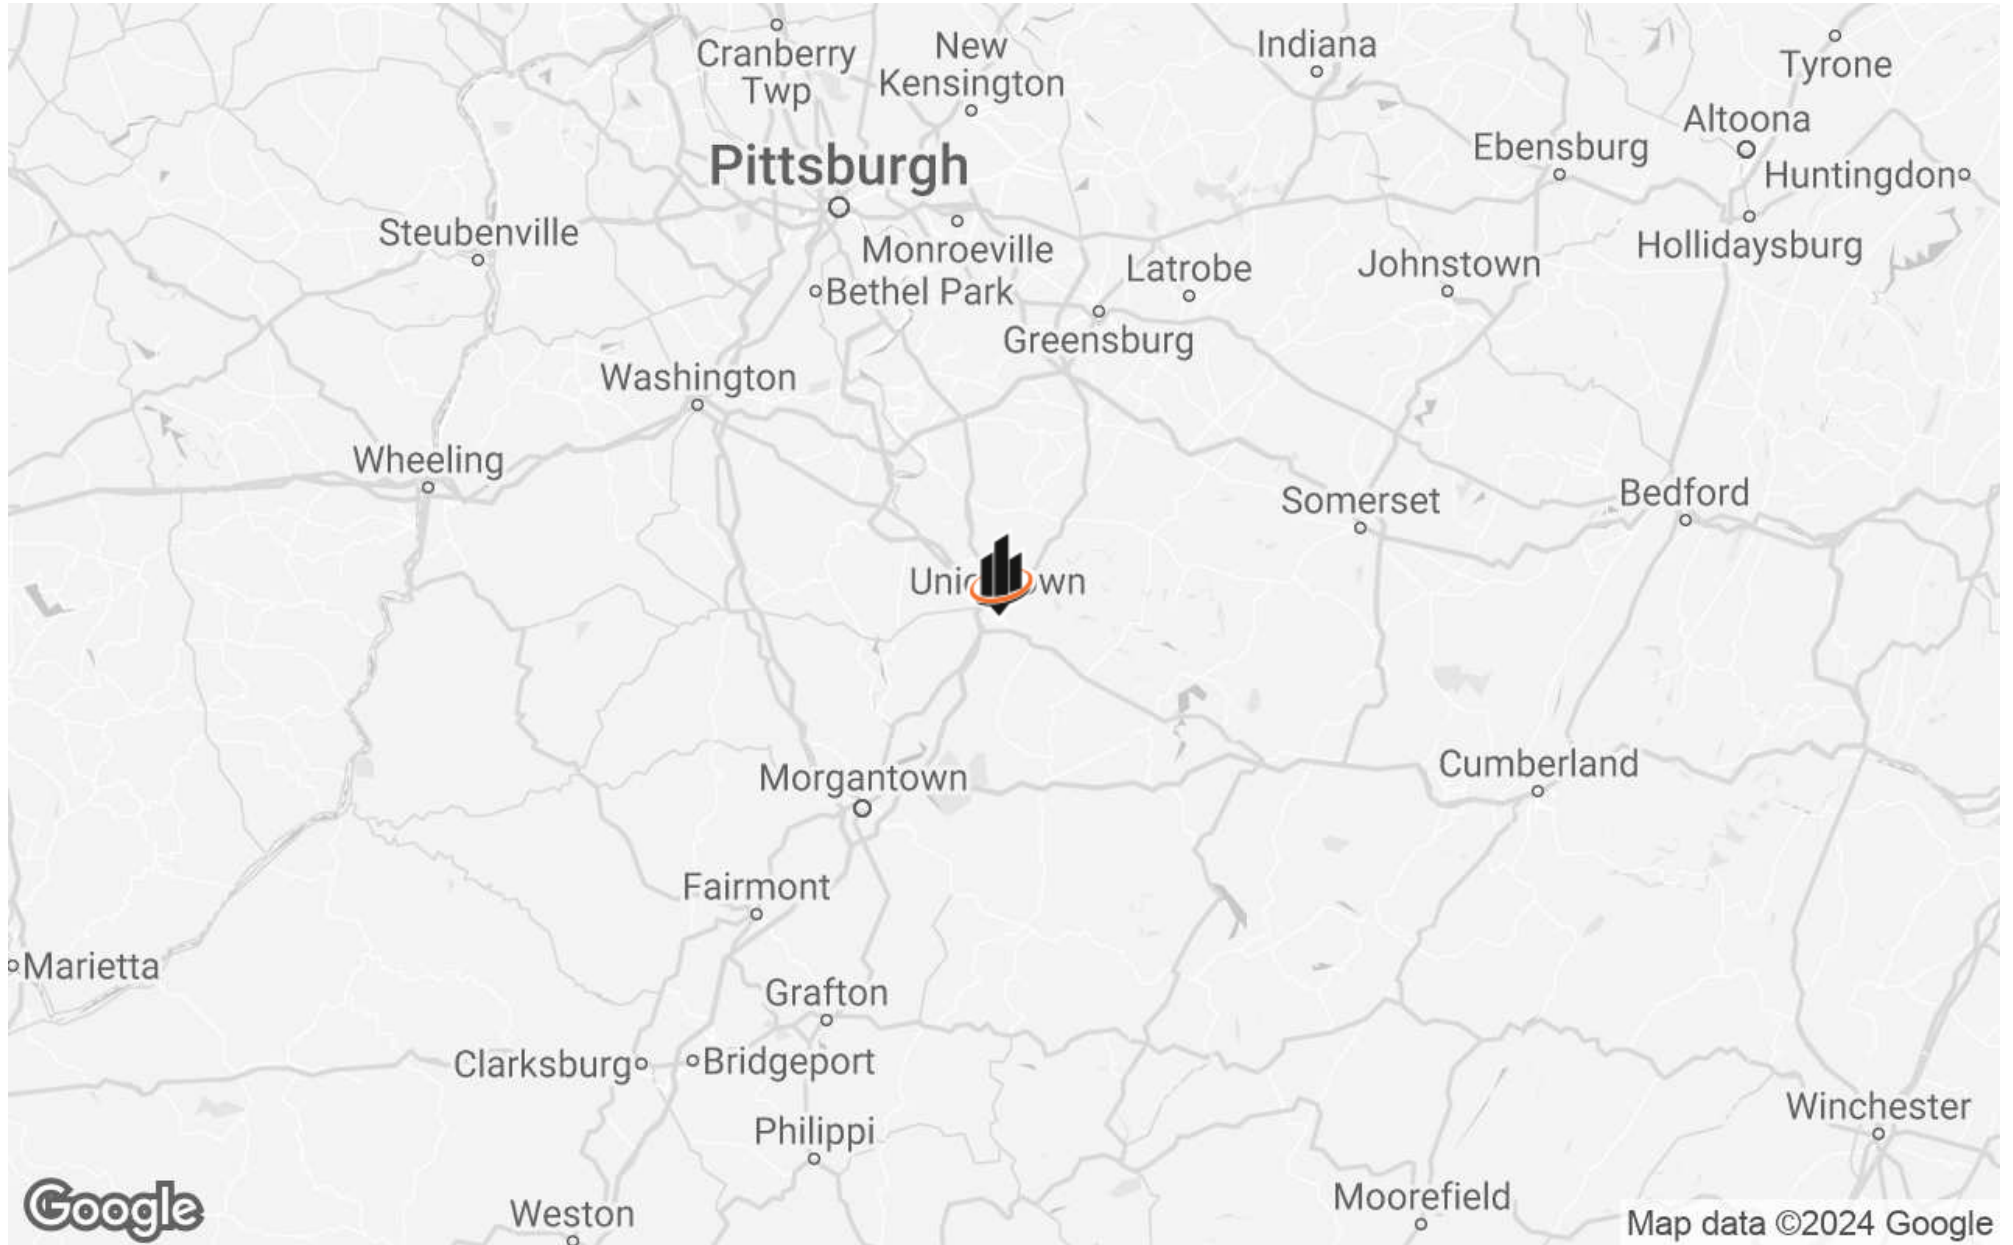 Cranberry
Twp
New
Kensington
Indiana
Tyrone
Altoona
Ebensburg
Huntingdon
Pittsburgh
Steubenville
Monroeville
Hollidaysburg
Latrobe
Johnstown
Bethel Park
Greensburg
Washington
Wheeling
Somerset
Bedford
Morgantown
Cumberland
Fairmont
Marietta
Grafton
Clarksburg
Bridgeport
Winchester
Philippi
Moorefield
Weston
Google
Map data ©2024 Google